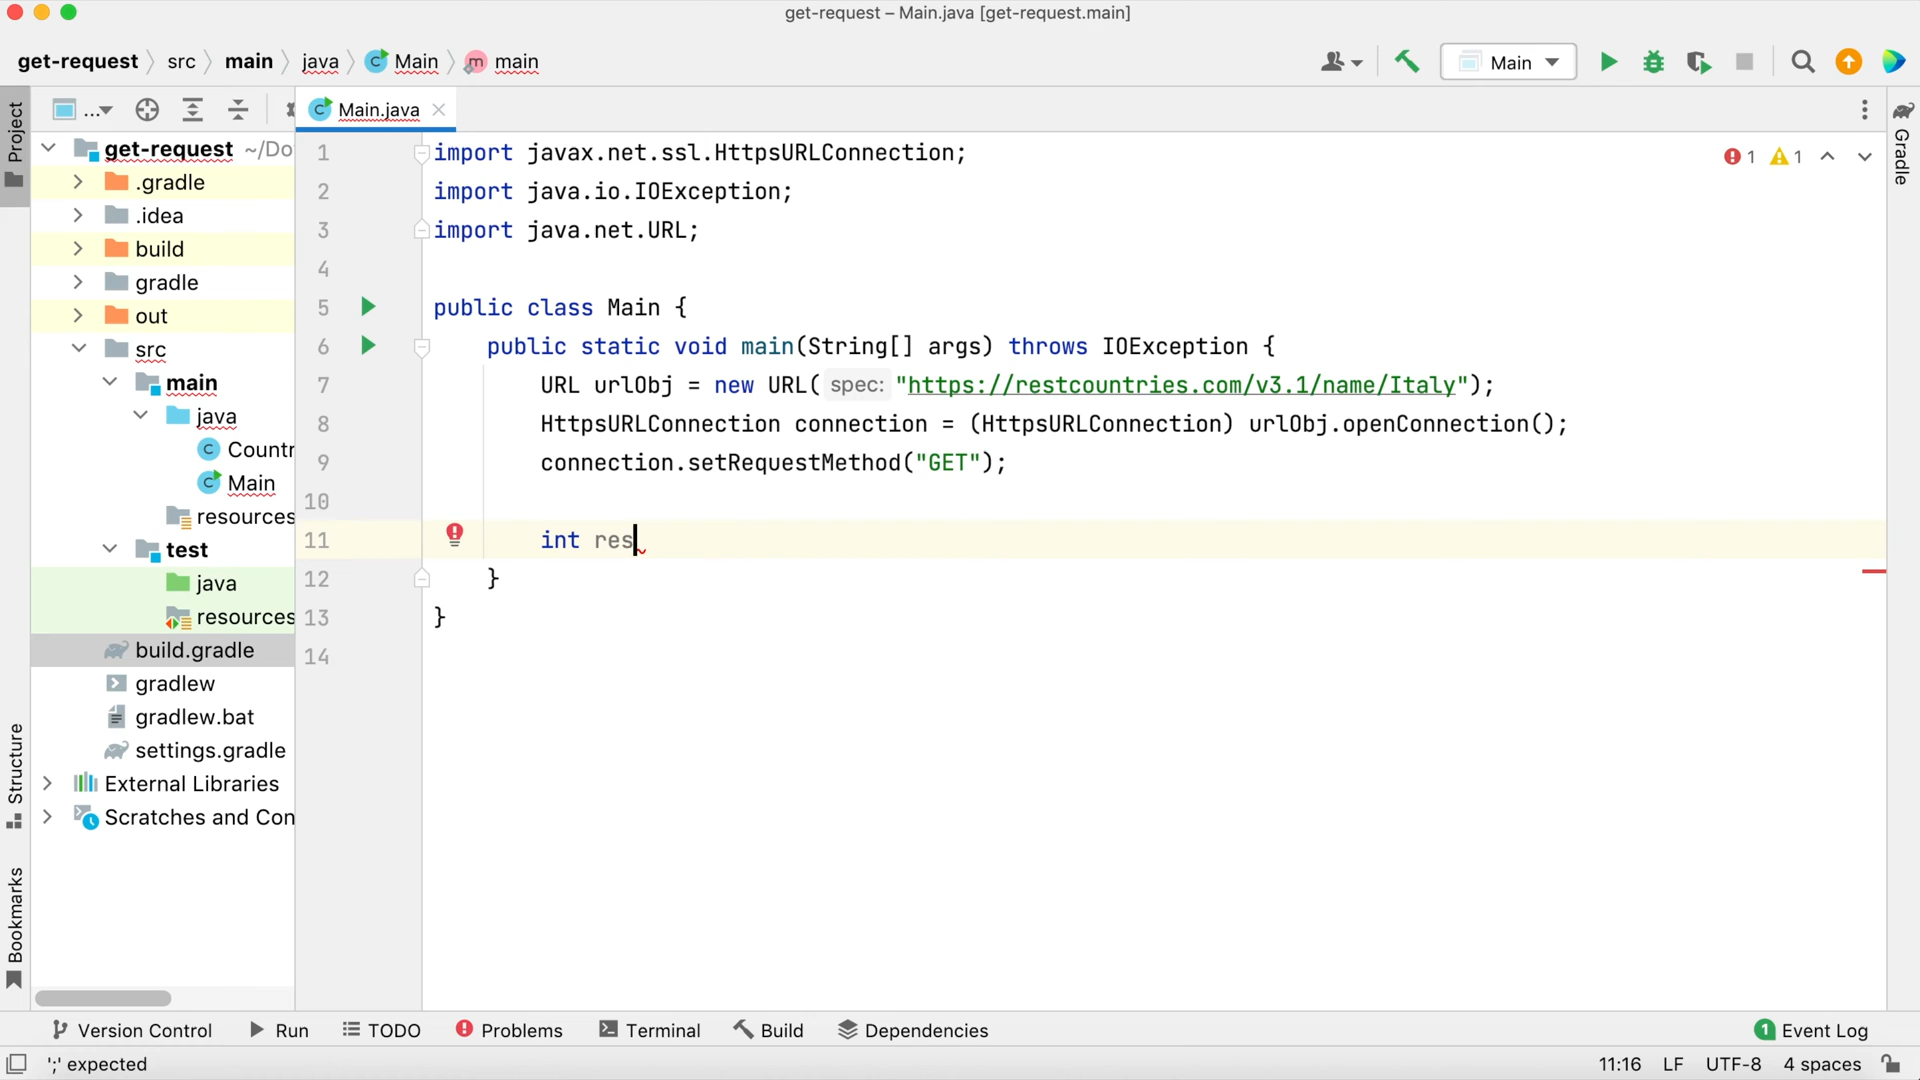 get-request – Main.java [get-request.main]
get-request src main java Main main
Main
Project
...
Main.java
Gradle
get-request ~/Do
.gradle
.idea
build
gradle
out
src
main
java
Countr
Main
resources
test
java
resources
build.gradle
gradlew
gradlew.bat
settings.gradle
External Libraries
Scratches and Con
1 import javax.net.ssl.HttpsURLConnection;
2 import java.io.IOException;
3 import java.net.URL;
4
5 public class Main {
6 public static void main(String[] args) throws IOException {
7 URL urlObj = new URL( spec: "https://restcountries.com/v3.1/name/Italy");
8 HttpsURLConnection connection = (HttpsURLConnection) urlObj.openConnection();
9 connection.setRequestMethod("GET");
10
11 int res
12 }
13 }
14
1 1
Structure
Bookmarks
Version Control Run TODO Problems Terminal Build Dependencies 1 Event Log
';' expected 11:16 LF UTF-8 4 spaces